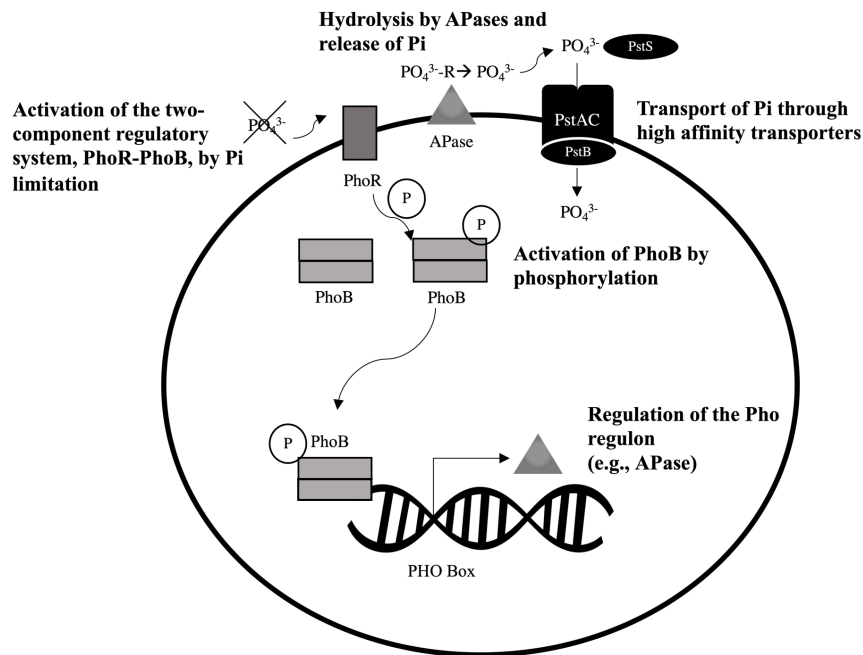 Hydrolysis by APases and
release of Pi
PO₄³⁻-R→ PO₄³⁻
PO₄³⁻
PstS
Activation of the two-
component regulatory
system, PhoR-PhoB, by Pi
limitation
PO₄³⁻
PhoR
APase
PstAC
PstB
PO₄³⁻
Transport of Pi through
high affinity transporters
P
P
PhoB
PhoB
Activation of PhoB by
phosphorylation
P
PhoB
Regulation of the Pho
regulon
(e.g., APase)
PHO Box